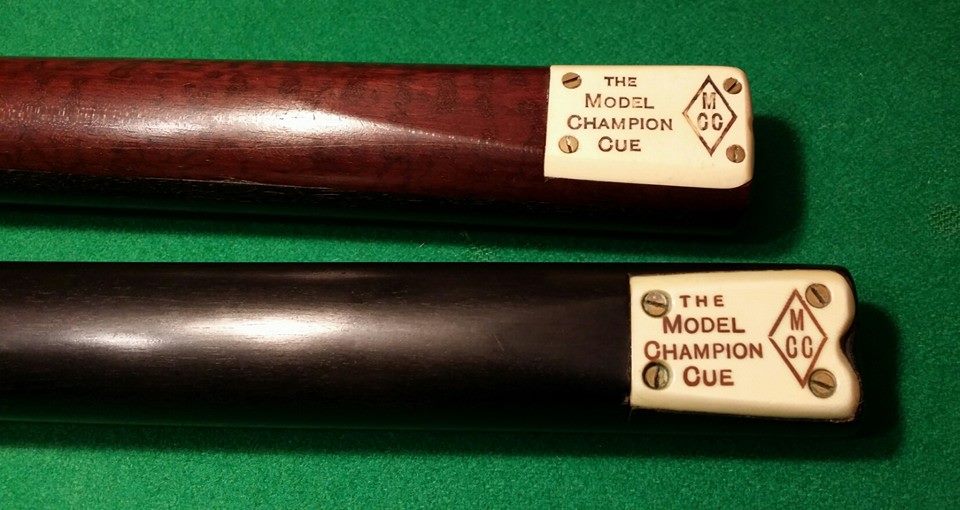 THE
MODEL
CHAMPION
CUE
M
CC
THE
MODEL
CHAMPION
CUE
M
CC